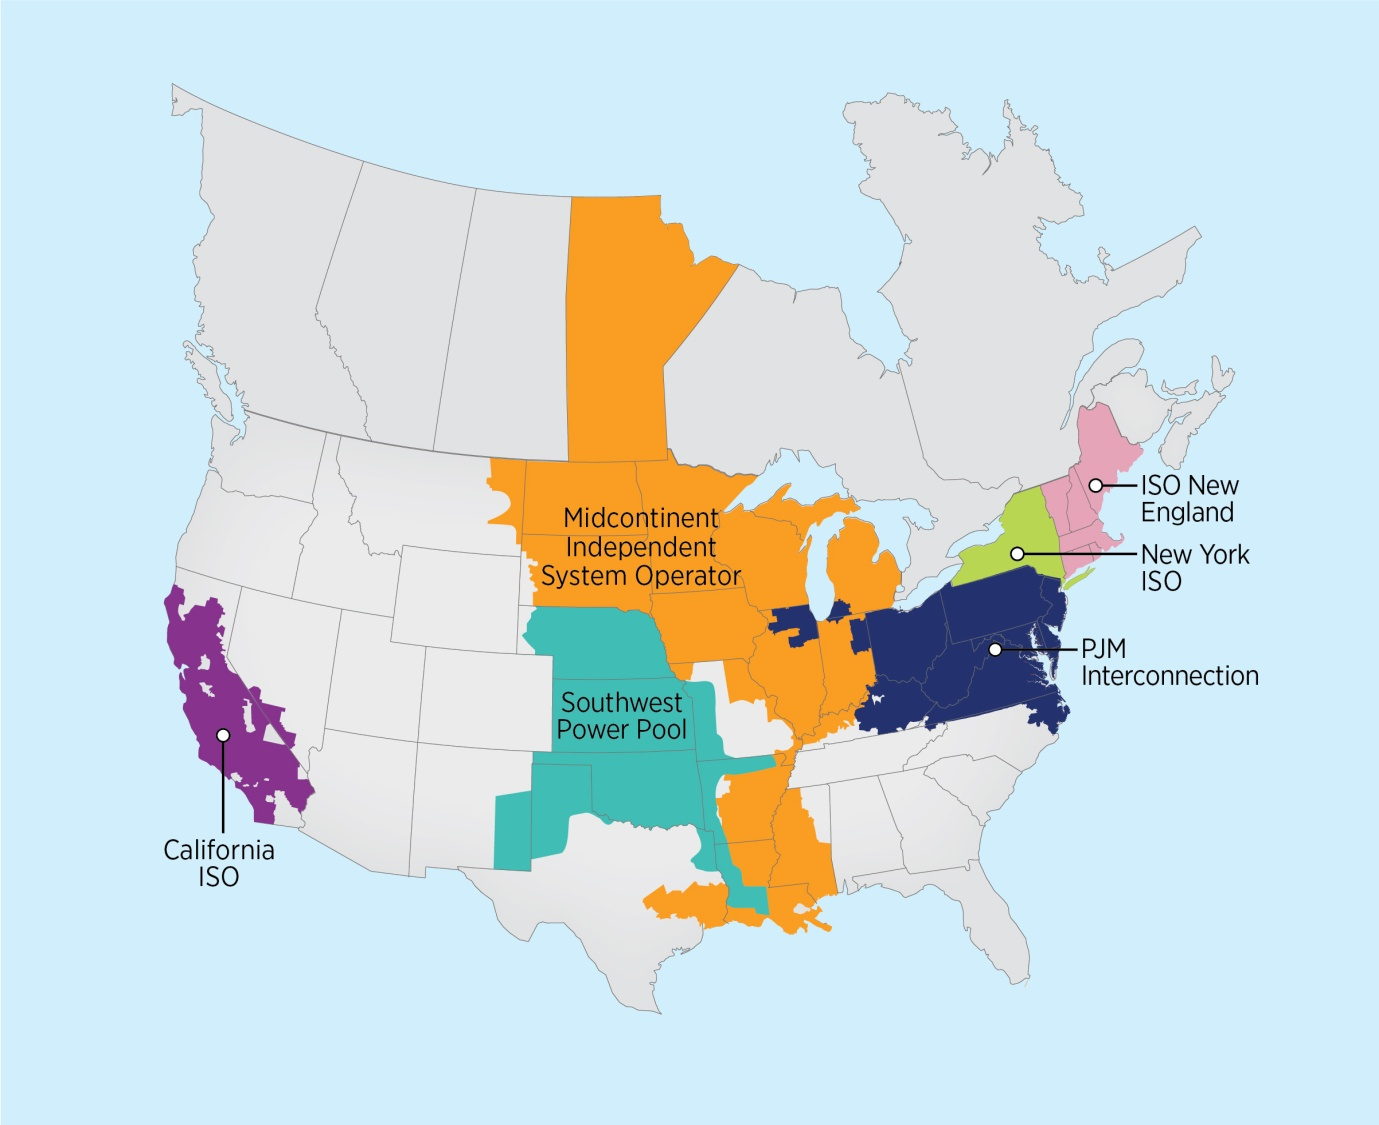 Midcontinent
Independent
System Operator
Southwest
Power Pool
California
ISO
ISO New
England
New York
ISO
PJM
Interconnection